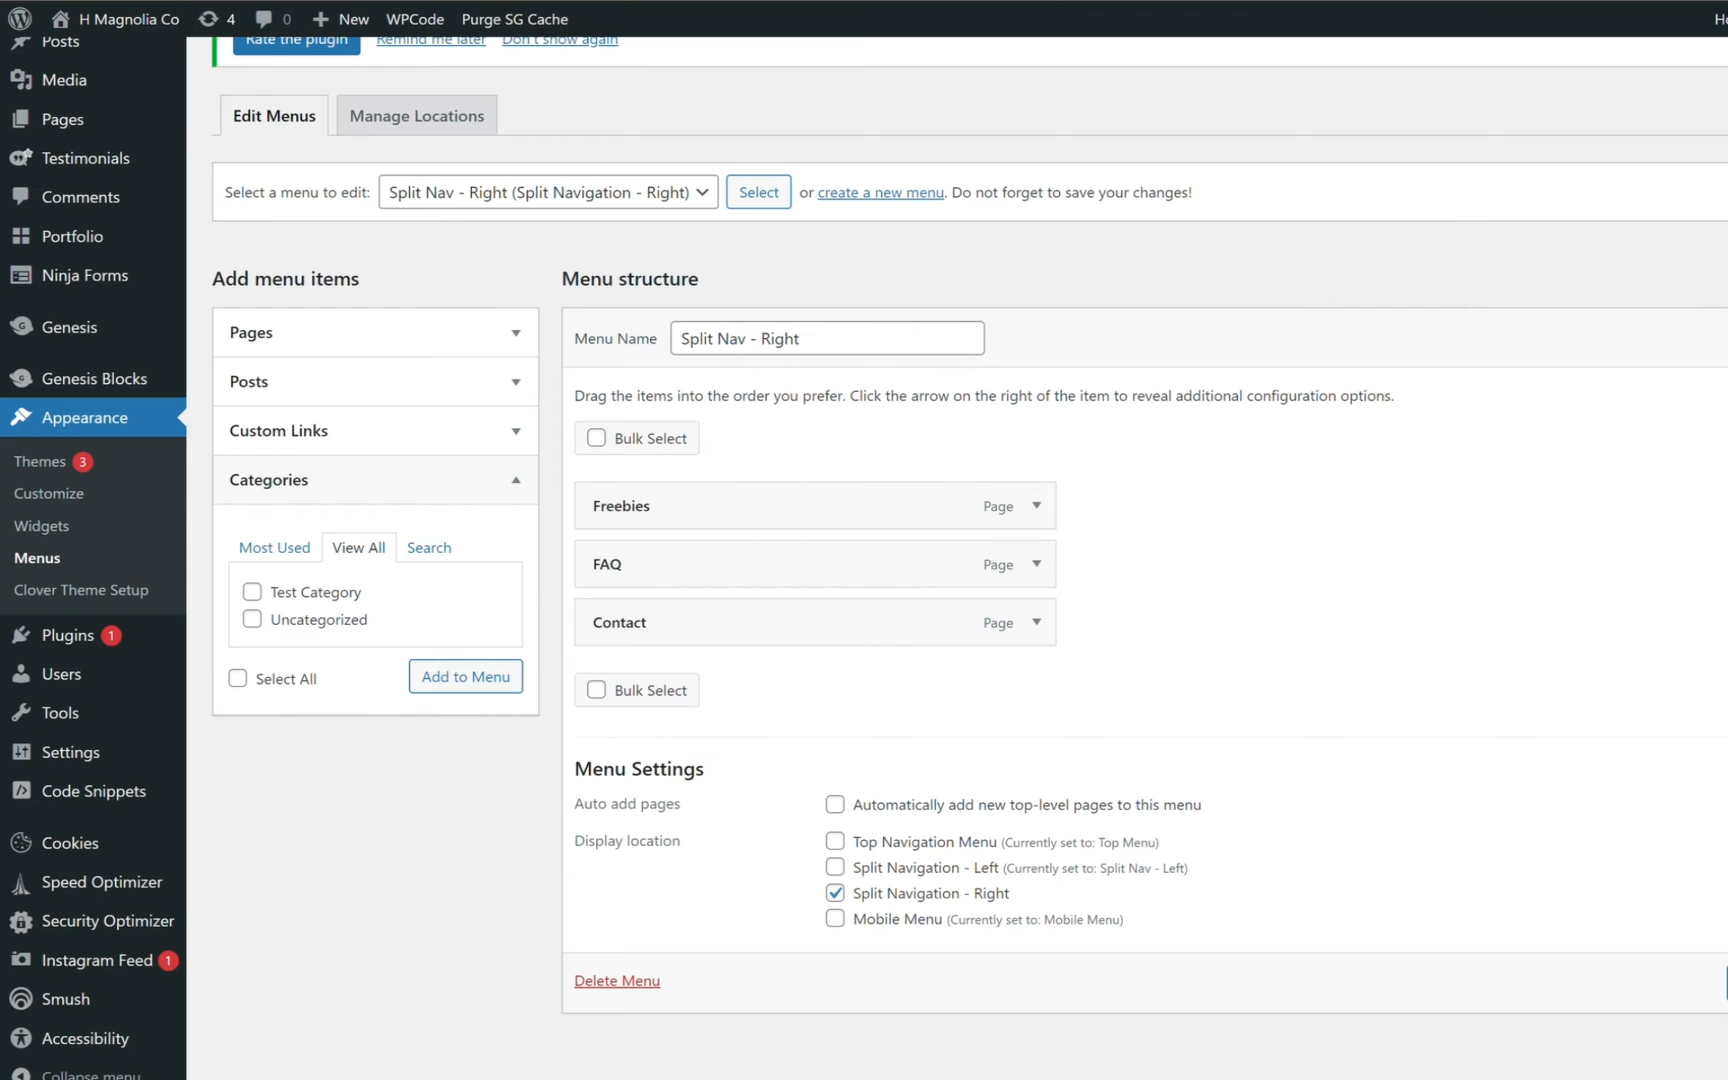 H Magnolia Co 4 0 New WPCode Purge SG Cache
Rate the plugin Remind me later Don't show again
Posts
Media
Pages
Testimonials
Comments
Portfolio
Ninja Forms
Genesis
Genesis Blocks
Appearance
Themes 3
Customize
Widgets
Menus
Clover Theme Setup
Plugins 1
Users
Tools
Settings
Code Snippets
Cookies
Speed Optimizer
Security Optimizer
Instagram Feed 1
Smush
Accessibility
Collapse menu
Edit Menus Manage Locations
Select a menu to edit: Split Nav - Right (Split Navigation - Right) Select or create a new menu. Do not forget to save your changes!
Add menu items
Pages
Posts
Custom Links
Categories
Most Used View All Search
Test Category
Uncategorized
Select All Add to Menu
Menu structure
Menu Name Split Nav - Right
Drag the items into the order you prefer. Click the arrow on the right of the item to reveal additional configuration options.
Bulk Select
Freebies Page
FAQ Page
Contact Page
Bulk Select
Menu Settings
Auto add pages Automatically add new top-level pages to this menu
Display location Top Navigation Menu (Currently set to: Top Menu)
Split Navigation - Left (Currently set to: Split Nav - Left)
Split Navigation - Right
Mobile Menu (Currently set to: Mobile Menu)
Delete Menu